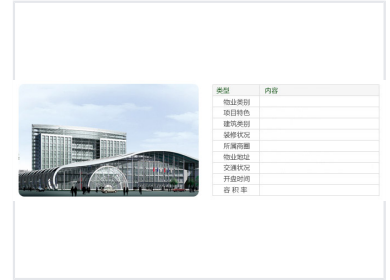 类型 内容
物业类别
项目特色
建筑类别
装修状况
所属商圈
物业地址
交通状况
开盘时间
容 积 率